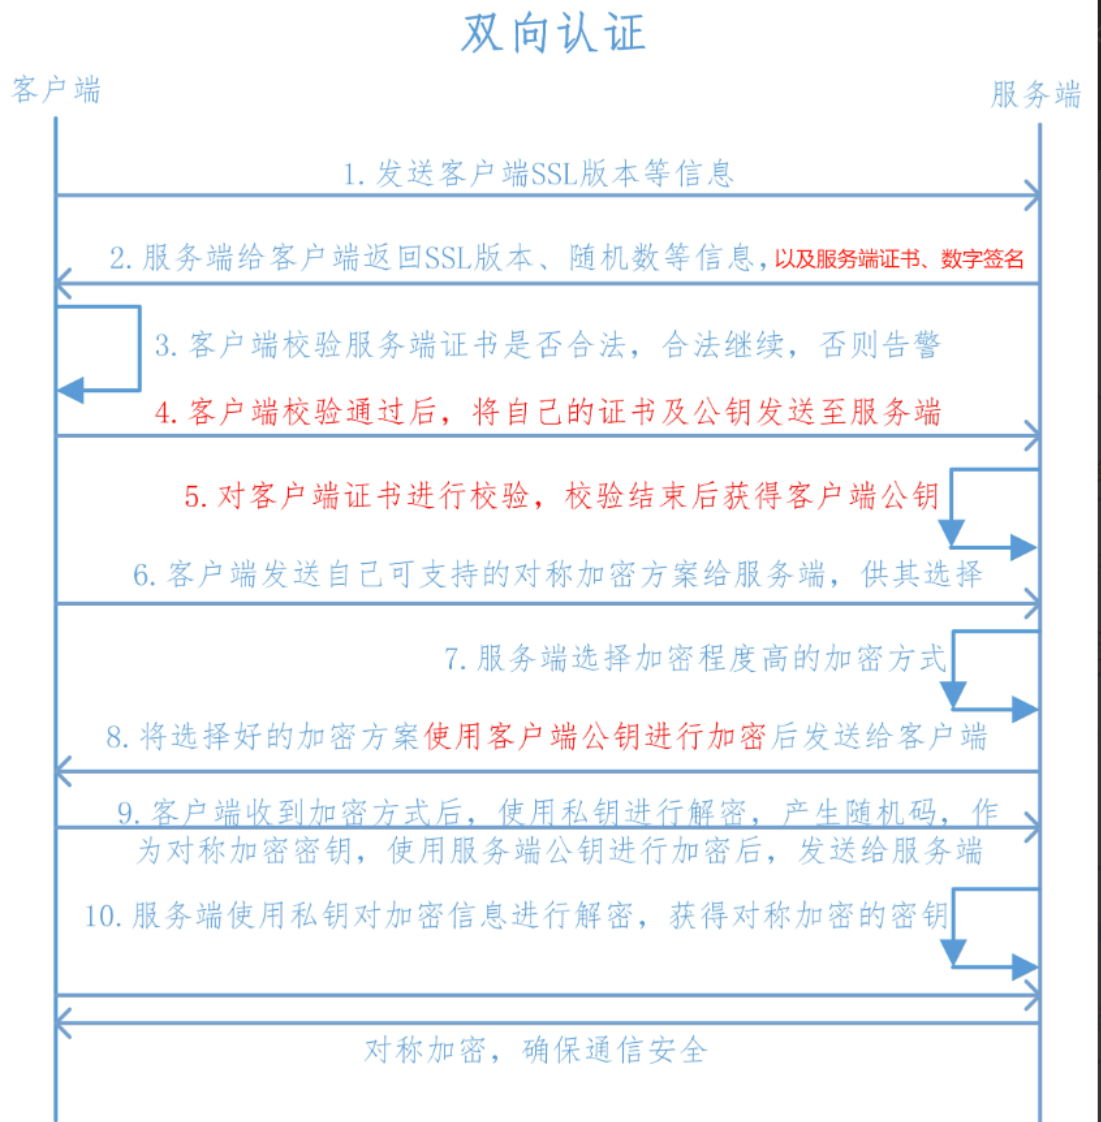 双向认证
客户端
服务端
1.发送客户端SSL版本等信息
2.服务端给客户端返回SSL版本、随机数等信息，以及服务端证书、数字签名
3.客户端校验服务端证书是否合法，合法继续，否则告警
4.客户端校验通过后，将自己的证书及公钥发送至服务端
5.对客户端证书进行校验，校验结束后获得客户端公钥
6.客户端发送自己可支持的对称加密方案给服务端，供其选择
7.服务端选择加密程度高的加密方式
8.将选择好的加密方案使用客户端公钥进行加密后发送给客户端
9.客户端收到加密方式后，使用私钥进行解密，产生随机码，作
为对称加密密钥，使用服务端公钥进行加密后，发送给服务端
10.服务端使用私钥对加密信息进行解密，获得对称加密的密钥
对称加密，确保通信安全